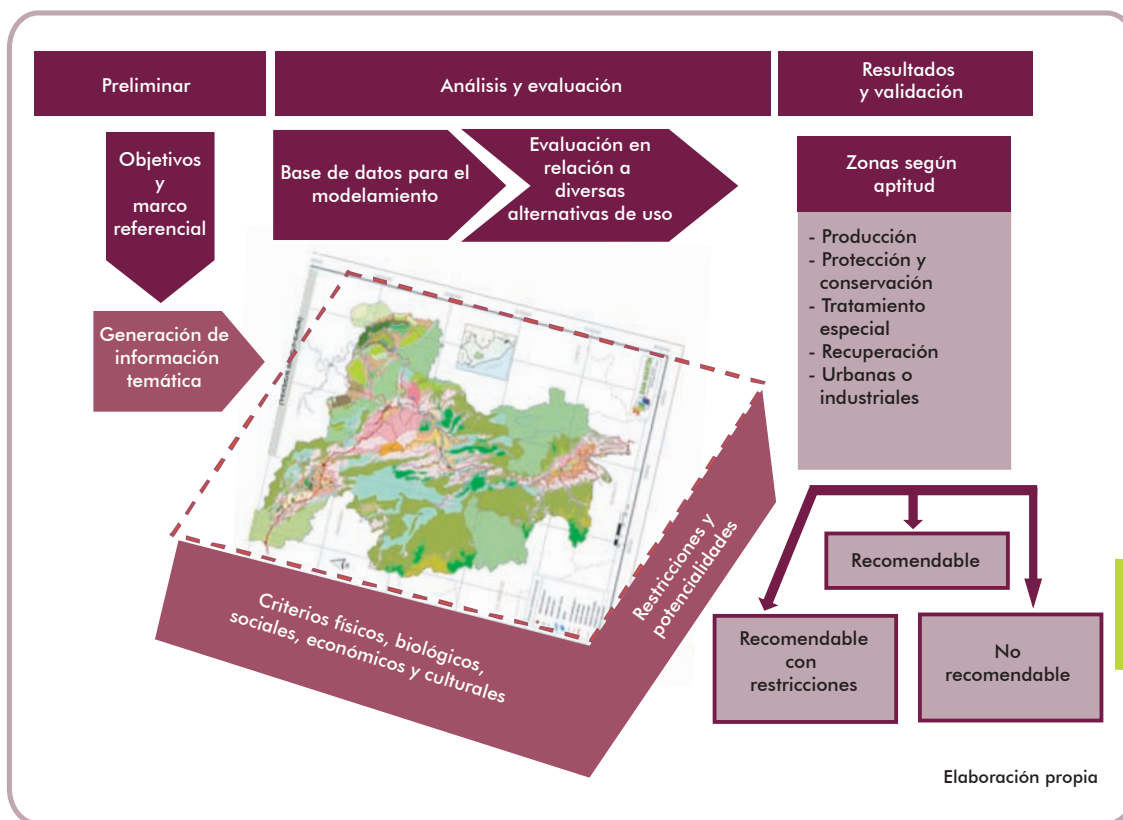 Preliminar
Análisis y evaluación
Resultados
y validación
Objetivos
y
marco
referencial
Base de datos para el
modelamiento
Evaluación en
relación a
diversas
alternativas de uso
Zonas según
aptitud
- Producción
- Protección y
conservación
- Tratamiento
especial
- Recuperación
- Urbanas o
industriales
Generación de
información
temática
Criterios físicos, biológicos,
sociales, económicos y culturales
Restricciones y
potencialidades
Recomendable
Recomendable
con
restricciones
No
recomendable
Elaboración propia